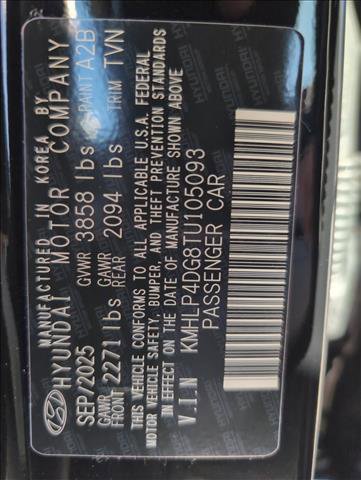 MANUFACTURED IN KOREA BY
HYUNDAI MOTOR COMPANY
SEP/2025 GVWR 3858 lbs PAINT A2B
GAWR FRONT 2271 lbs GAWR REAR 2094 lbs TRIM TVN
THIS VEHICLE CONFORMS TO ALL APPLICABLE U.S.A. FEDERAL
MOTOR VEHICLE SAFETY, BUMPER, AND THEFT PREVENTION STANDARDS
IN EFFECT ON THE DATE OF MANUFACTURE SHOWN ABOVE
V.I.N KMHLP4DG8TU105093
PASSENGER CAR